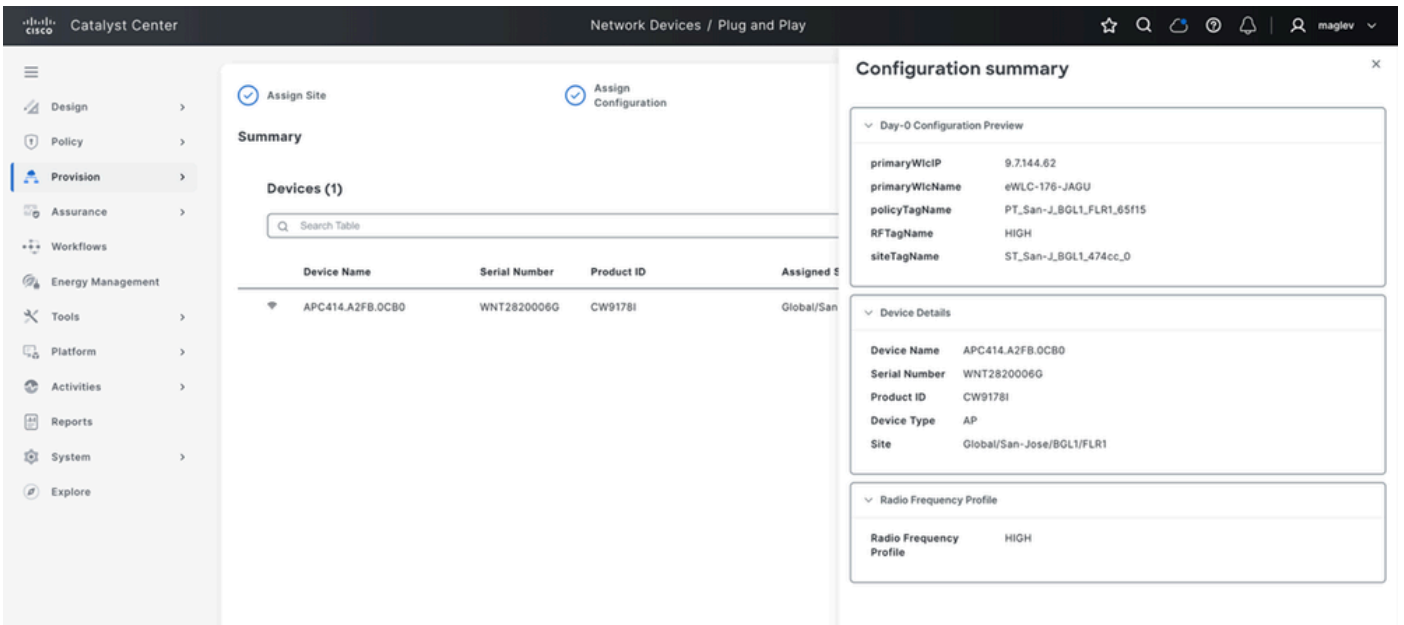 CISCO Catalyst Center
Network Devices / Plug and Play
maglev
Design
Policy
Provision
Assurance
Workflows
Energy Management
Tools
Platform
Activities
Reports
System
Explore
Assign Site
Assign
Configuration
Summary
Devices (1)
Search Table
Device Name Serial Number Product ID Assigned S
APC414.A2FB.0CB0 WNT2820006G CW9178I Global/San
Configuration summary
Day-0 Configuration Preview
primaryWlcIP 9.7.144.62
primaryWlcName eWLC-176-JAGU
policyTagName PT_San-J_BGL1_FLR1_65f15
RFTagName HIGH
siteTagName ST_San-J_BGL1_474cc_0
Device Details
Device Name APC414.A2FB.0CB0
Serial Number WNT2820006G
Product ID CW9178I
Device Type AP
Site Global/San-Jose/BGL1/FLR1
Radio Frequency Profile
Radio Frequency HIGH
Profile